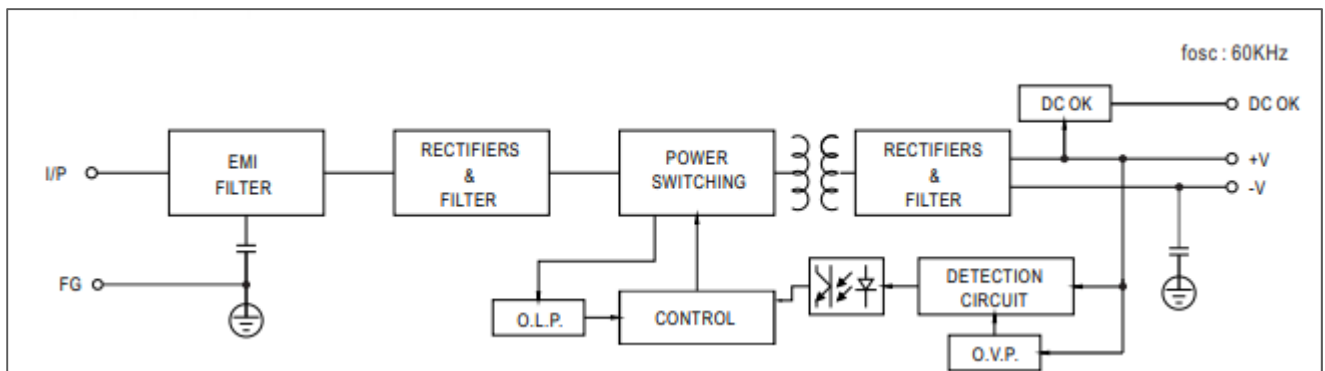 fosc : 60KHz
DC OK
DC OK
I/P
EMI
FILTER
RECTIFIERS
&
FILTER
POWER
SWITCHING
RECTIFIERS
&
FILTER
+V
-V
FG
O.L.P.
CONTROL
DETECTION
CIRCUIT
O.V.P.